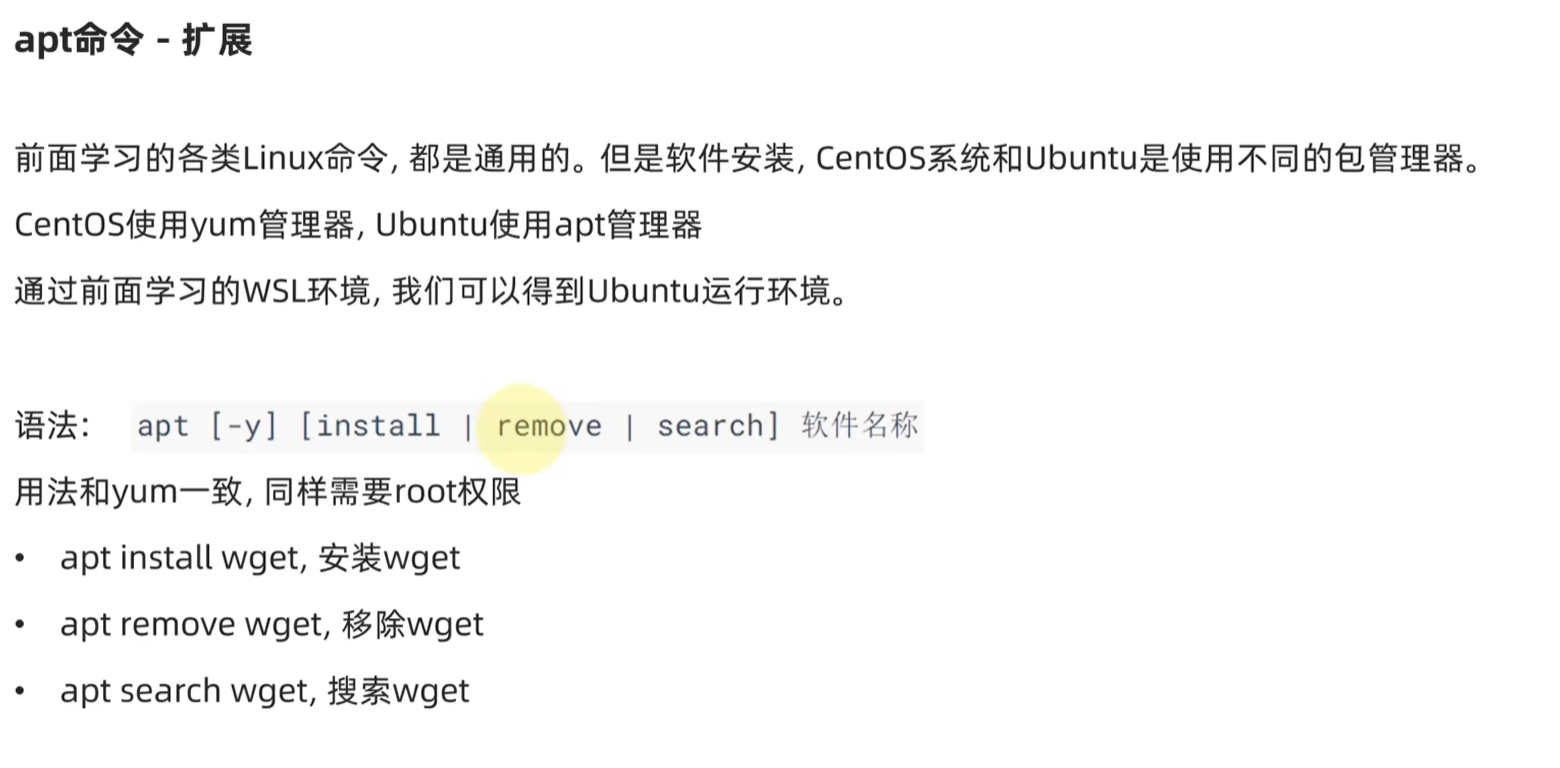 apt命令 - 扩展
前面学习的各类Linux命令, 都是通用的。但是软件安装, CentOS系统和Ubuntu是使用不同的包管理器。
CentOS使用yum管理器, Ubuntu使用apt管理器
通过前面学习的WSL环境, 我们可以得到Ubuntu运行环境。
语法: apt [-y] [install | remove | search] 软件名称
用法和yum一致, 同样需要root权限
• apt install wget, 安装wget
• apt remove wget, 移除wget
• apt search wget, 搜索wget